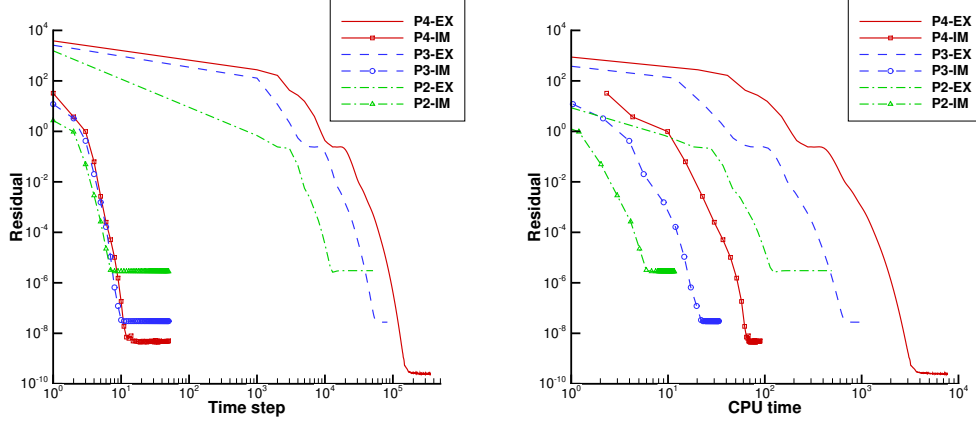 P4-EX
P4-IM
P3-EX
P3-IM
P2-EX
P2-IM
10^4
10^2
10^0
10^-2
10^-4
10^-6
10^-8
10^-10
Residual
10^0
10^1
10^2
10^3
10^4
10^5
Time step
P4-EX
P4-IM
P3-EX
P3-IM
P2-EX
P2-IM
10^4
10^2
10^0
10^-2
10^-4
10^-6
10^-8
10^-10
Residual
10^0
10^1
10^2
10^3
10^4
CPU time